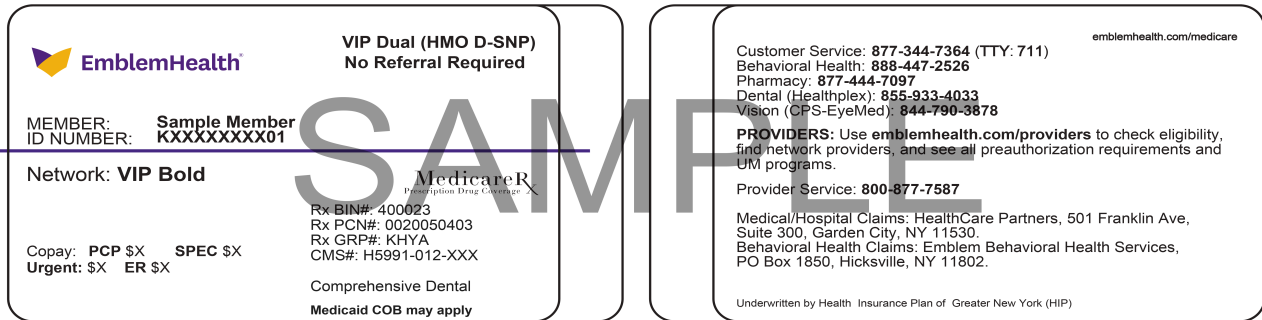 EmblemHealth®
VIP Dual (HMO D-SNP)
No Referral Required
MEMBER: Sample Member
ID NUMBER: KXXXXXXXX01
Network: VIP Bold
MedicareRx
Prescription Drug Coverage
Rx BIN#: 400023
Rx PCN#: 0020050403
Rx GRP#: KHYA
CMS#: H5991-012-XXX
Copay: PCP $X SPEC $X
Urgent: $X ER $X
Comprehensive Dental
Medicaid COB may apply
SAMPLE
emblemhealth.com/medicare
Customer Service: 877-344-7364 (TTY: 711)
Behavioral Health: 888-447-2526
Pharmacy: 877-444-7097
Dental (Healthplex): 855-933-4033
Vision (CPS-EyeMed): 844-790-3878
PROVIDERS: Use emblemhealth.com/providers to check eligibility,
find network providers, and see all preauthorization requirements and
UM programs.
Provider Service: 800-877-7587
Medical/Hospital Claims: HealthCare Partners, 501 Franklin Ave,
Suite 300, Garden City, NY 11530.
Behavioral Health Claims: Emblem Behavioral Health Services,
PO Box 1850, Hicksville, NY 11802.
Underwritten by Health Insurance Plan of Greater New York (HIP)